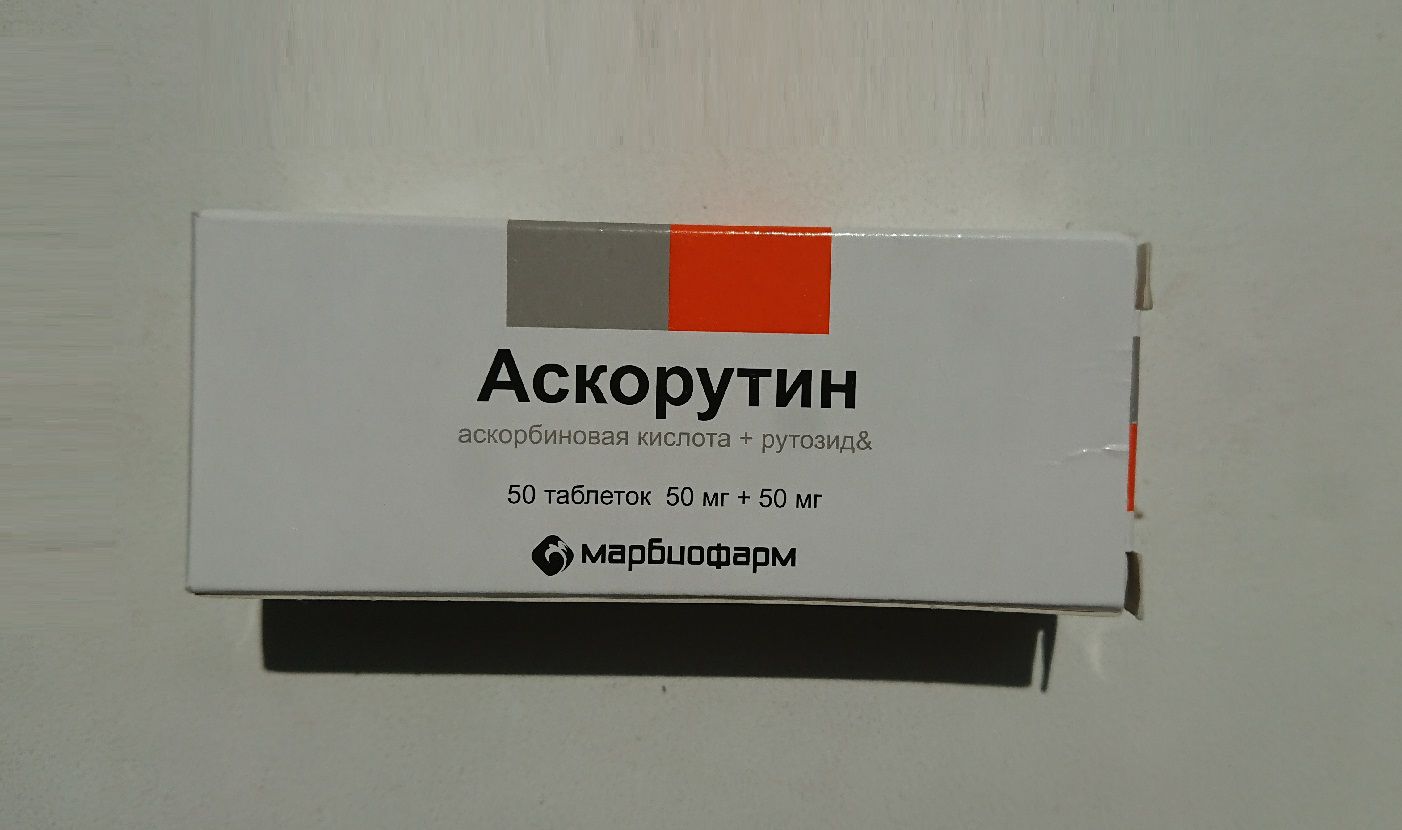 Аскорутин
аскорбиновая кислота + рутозид&
50 таблеток 50 мг + 50 мг
марбиофарм